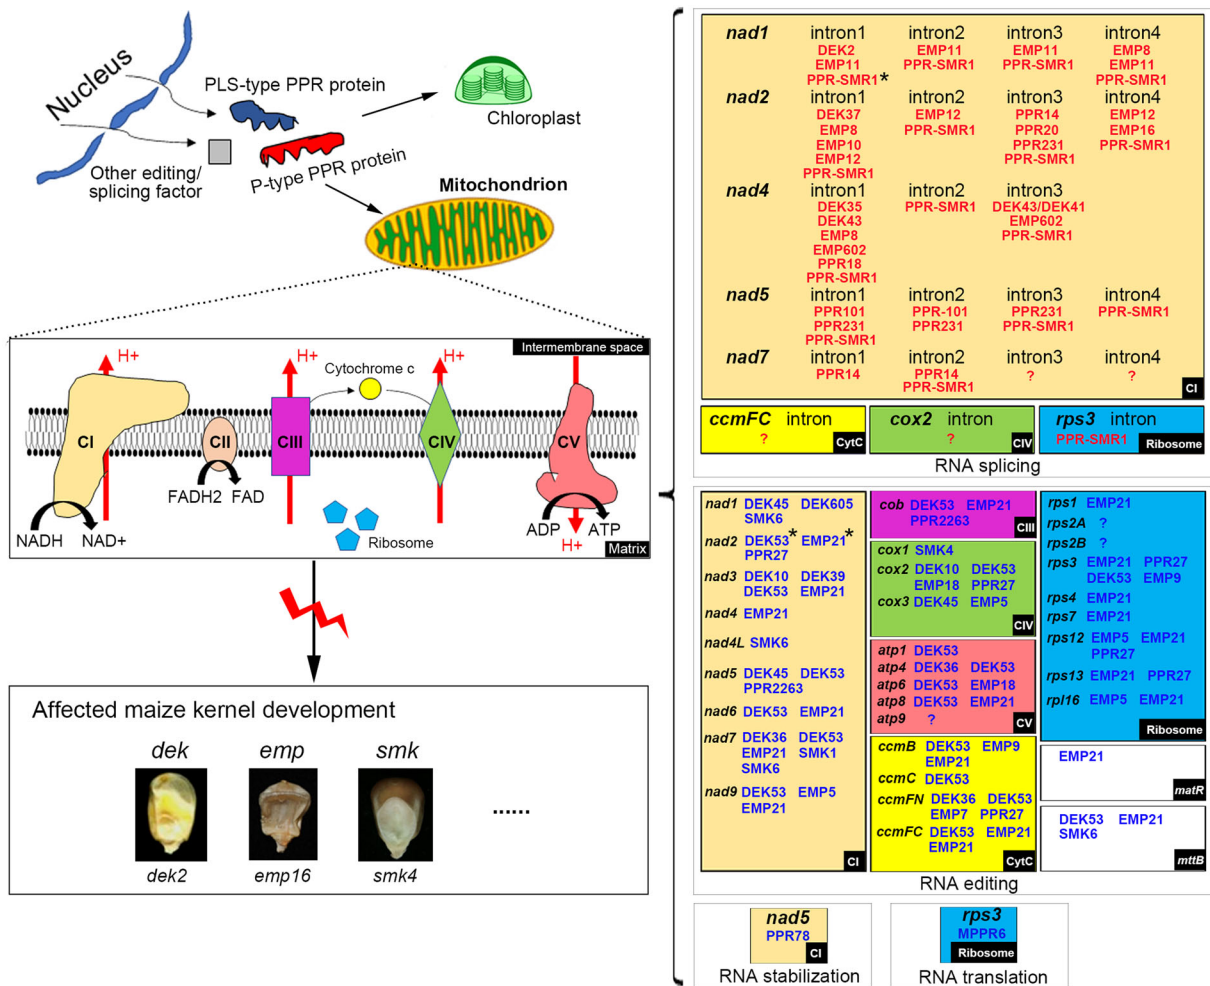 Nucleus
PLS-type PPR protein
Chloroplast
Other editing/
splicing factor
P-type PPR protein
Mitochondrion
Intermembrane space
H+
H+
H+
Cytochrome c
CI
CII
CIII
CIV
CV
FADH2
FAD
NADH
NAD+
Ribosome
ADP
ATP
H+
Matrix
Affected maize kernel development
dek
emp
smk
......
dek2
emp16
smk4
nad1 intron1 intron2 intron3 intron4
DEK2 EMP11 EMP11 EMP8
EMP11 PPR-SMR1 PPR-SMR1 EMP11
PPR-SMR1* PPR-SMR1
nad2 intron1 intron2 intron3 intron4
DEK37 EMP12 PPR14 EMP12
EMP8 PPR-SMR1 PPR20 EMP16
EMP10 PPR231 PPR-SMR1
EMP12 PPR-SMR1
PPR-SMR1
nad4 intron1 intron2 intron3
DEK35 PPR-SMR1 DEK43/DEK41
DEK43 EMP602
EMP8 PPR-SMR1
EMP602
PPR18
PPR-SMR1
nad5 intron1 intron2 intron3 intron4
PPR101 PPR-101 PPR231 PPR-SMR1
PPR231 PPR231 PPR-SMR1
PPR-SMR1
nad7 intron1 intron2 intron3 intron4
PPR14 PPR14 ? ?
PPR-SMR1
CI
ccmFC intron
?
CytC
cox2 intron
?
CIV
rps3 intron
PPR-SMR1
Ribosome
RNA splicing
nad1 DEK45 DEK605
SMK6
nad2 DEK53* EMP21*
PPR27
nad3 DEK10 DEK39
DEK53 EMP21
nad4 EMP21
nad4L SMK6
nad5 DEK45 DEK53
PPR2263
nad6 DEK53 EMP21
nad7 DEK36 DEK53
EMP21 SMK1
SMK6
nad9 DEK53 EMP5
EMP21
CI
cob DEK53 EMP21
PPR2263
CIII
cox1 SMK4
cox2 DEK10 DEK53
EMP18 PPR27
cox3 DEK45 EMP5
CIV
atp1 DEK53
atp4 DEK36 DEK53
atp6 DEK53 EMP18
atp8 DEK53 EMP21
atp9 ?
CV
ccmB DEK53 EMP9
EMP21
ccmC DEK53
ccmFN DEK36 DEK53
EMP7 PPR27
ccmFC DEK53 EMP21
EMP21
CytC
rps1 EMP21
rps2A ?
rps2B ?
rps3 EMP21 PPR27
DEK53 EMP9
rps4 EMP21
rps7 EMP21
rps12 EMP5 EMP21
PPR27
rps13 EMP21 PPR27
rpl16 EMP5 EMP21
Ribosome
EMP21
matR
DEK53 EMP21
SMK6
mttB
RNA editing
nad5
PPR78
CI
RNA stabilization
rps3
MPPR6
Ribosome
RNA translation